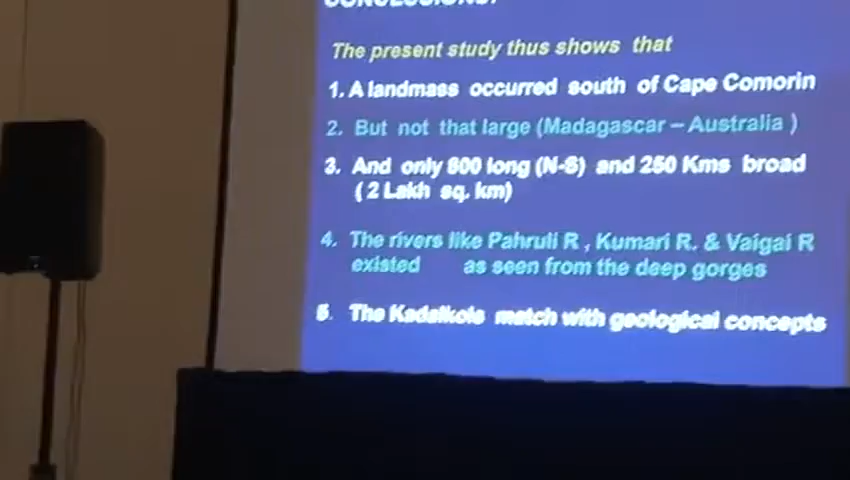 CONCLUSIONS:
The present study thus shows that
1. A landmass occurred south of Cape Comorin
2. But not that large (Madagascar – Australia )
3. And only 800 long (N-S) and 250 Kms broad
( 2 Lakh sq. km)
4. The rivers like Pahruli R , Kumari R. & Vaigai R
existed as seen from the deep gorges
5. The Kadalkols match with geological concepts